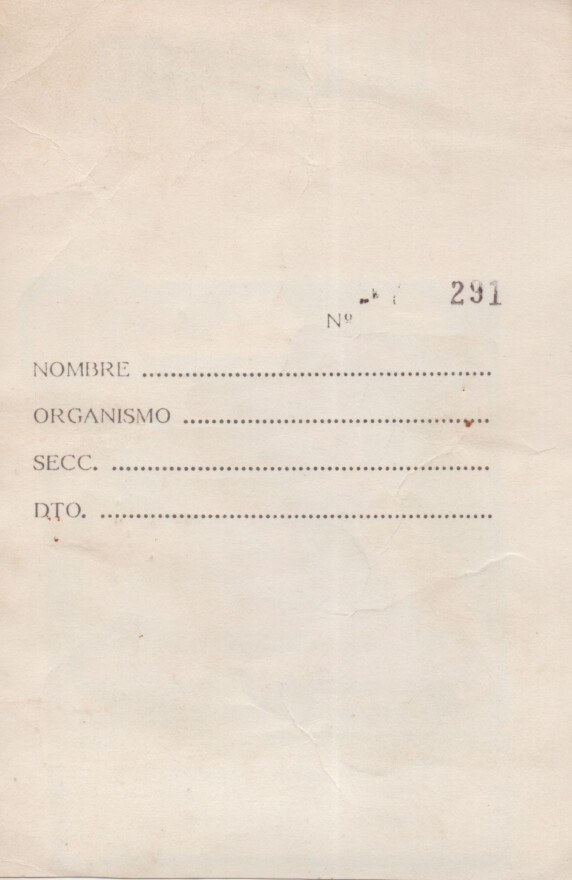 291
Nº
NOMBRE ................................................
ORGANISMO ..........................................
SECC. ....................................................
DTO. ......................................................